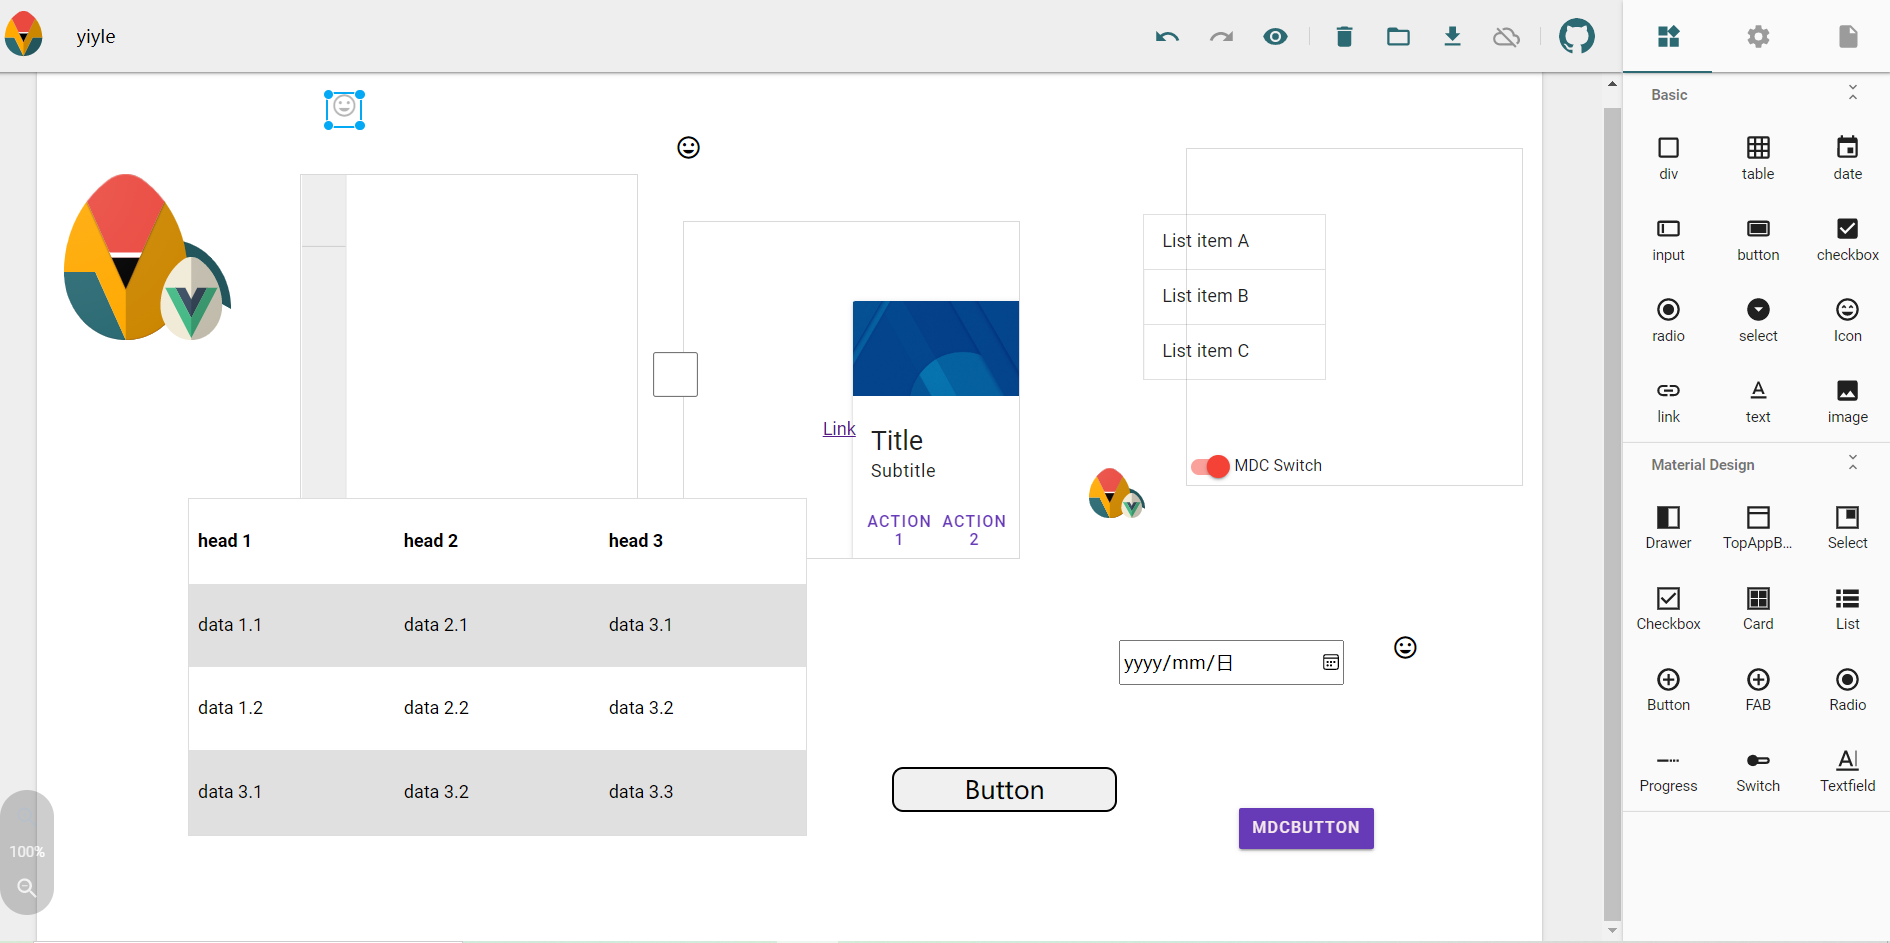 yiyle
List item A
List item B
List item C
Link
Title
Subtitle
ACTION 1
ACTION 2
MDC Switch
head 1 head 2 head 3
data 1.1 data 2.1 data 3.1
data 1.2 data 2.2 data 3.2
data 3.1 data 3.2 data 3.3
yyyy/mm/日
Button
MDCBUTTON
100%
Basic
div table date
input button checkbox
radio select Icon
link text image
Material Design
Drawer TopAppB... Select
Checkbox Card List
Button FAB Radio
Progress Switch Textfield